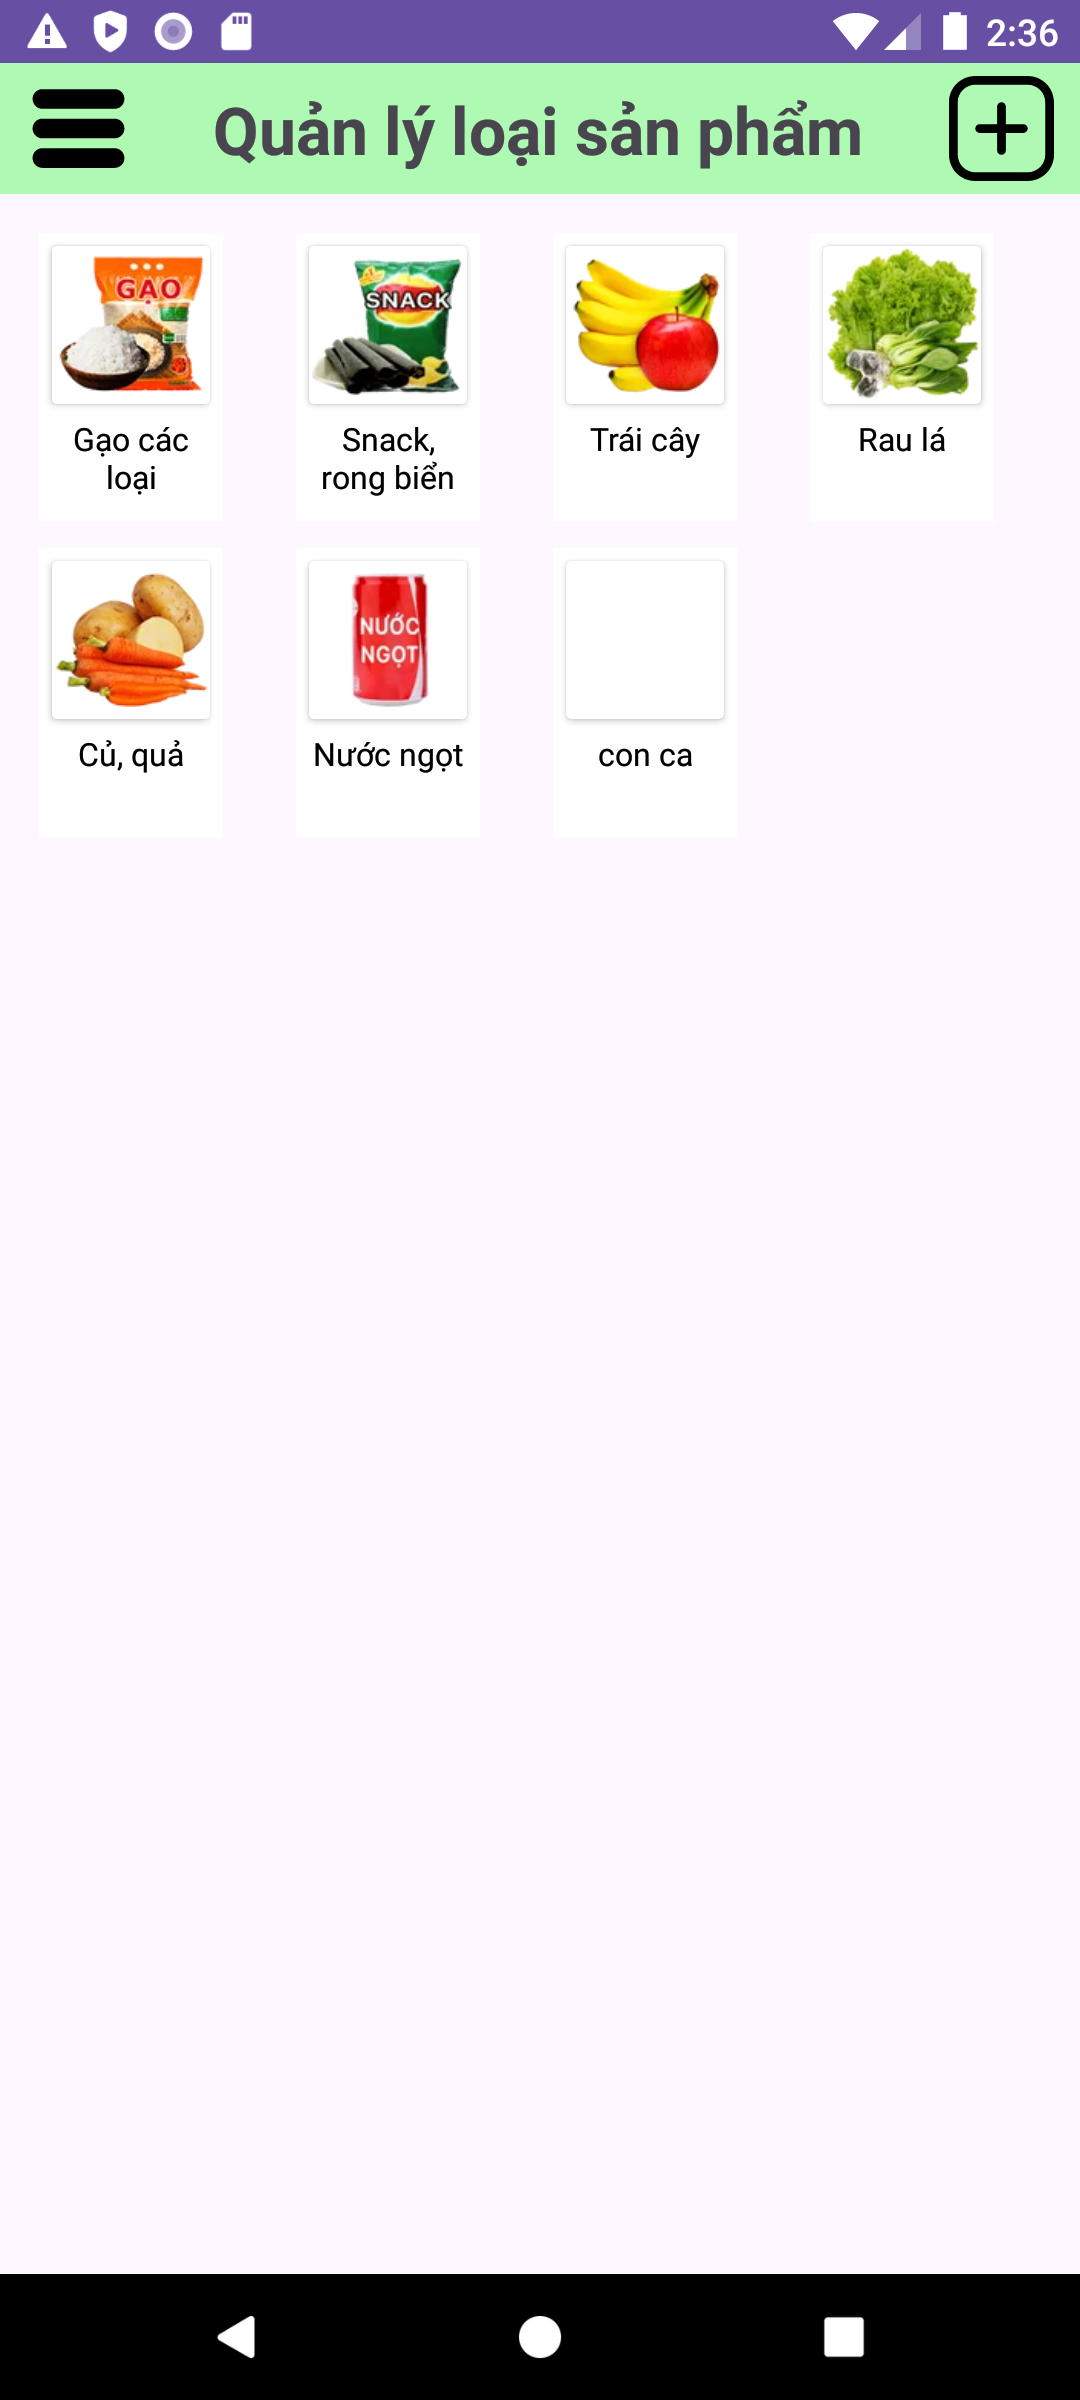 2:36
Quản lý loại sản phẩm
GẠO
SNACK
Gạo các
loại
Snack,
rong biển
Trái cây
Rau lá
NƯỚC
NGỌT
Củ, quả
Nước ngọt
con ca